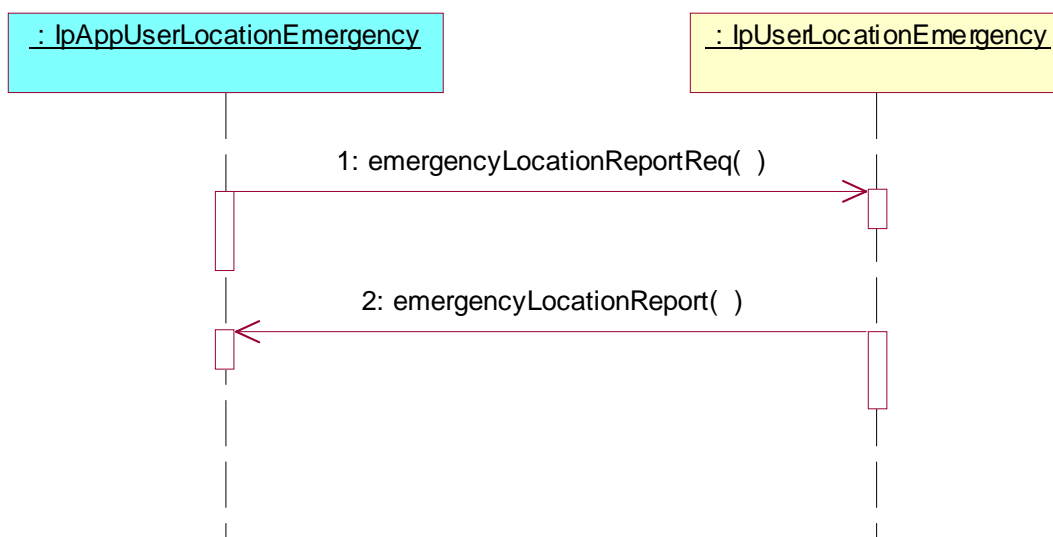 : IpAppUserLocationEmergency
: IpUserLocationEmergency
1: emergencyLocationReportReq( )
2: emergencyLocationReport( )